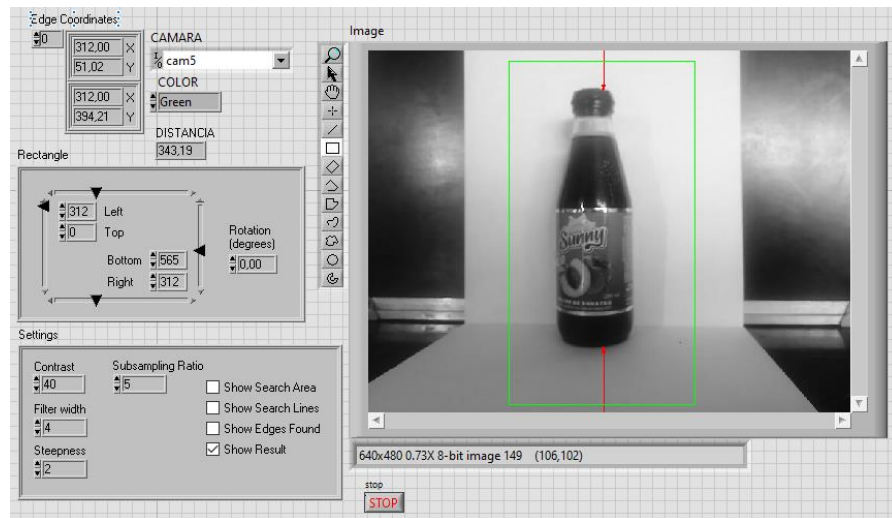 Edge Coordinates
0
312,00 X
51,02 Y
312,00 X
394,21 Y
CAMARA
cam5
COLOR
Green
DISTANCIA
343,19
Rectangle
312 Left
0 Top
Bottom 565
Right 312
Rotation
(degrees)
0,00
Settings
Contrast
40
Filter width
4
Steepness
2
Subsampling Ratio
5
Show Search Area
Show Search Lines
Show Edges Found
Show Result
Image
Sunny
640x480 0.73X 8-bit image 149 (106,102)
stop
STOP